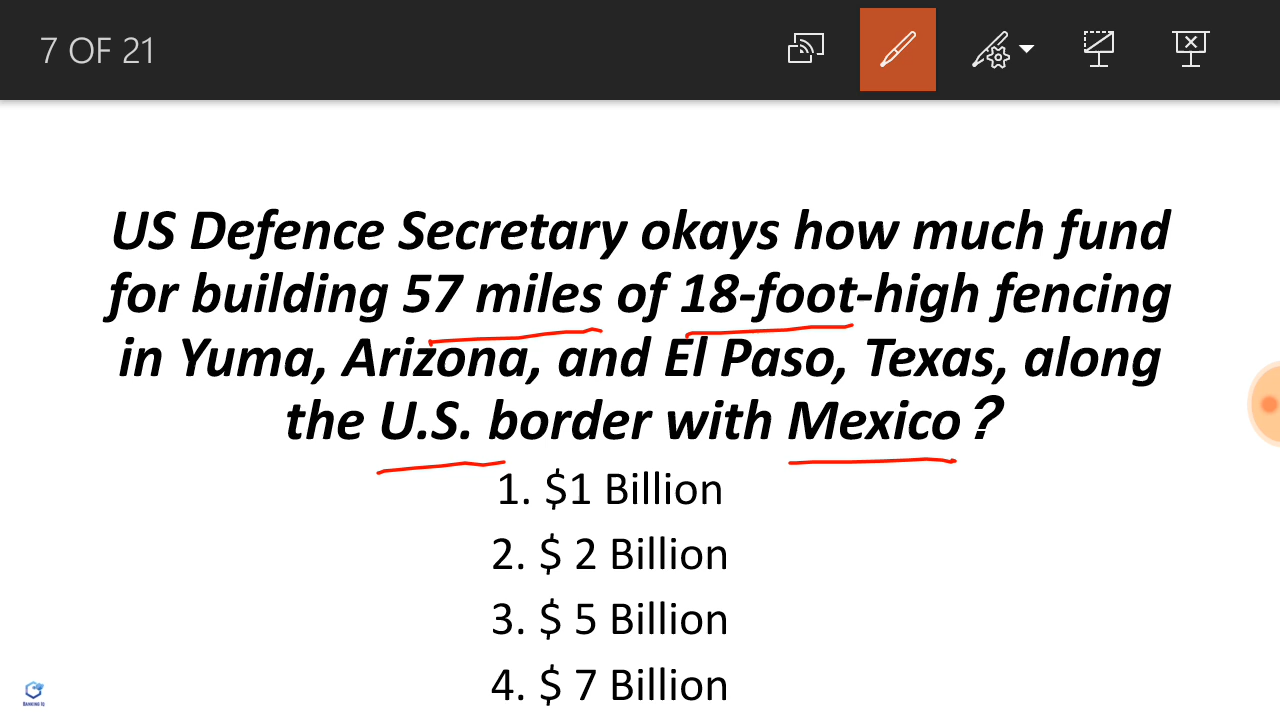 7 OF 21
US Defence Secretary okays how much fund
for building 57 miles of 18-foot-high fencing
in Yuma, Arizona, and El Paso, Texas, along
the U.S. border with Mexico?
1. $1 Billion
2. $ 2 Billion
3. $ 5 Billion
4. $ 7 Billion
BANKING IQ